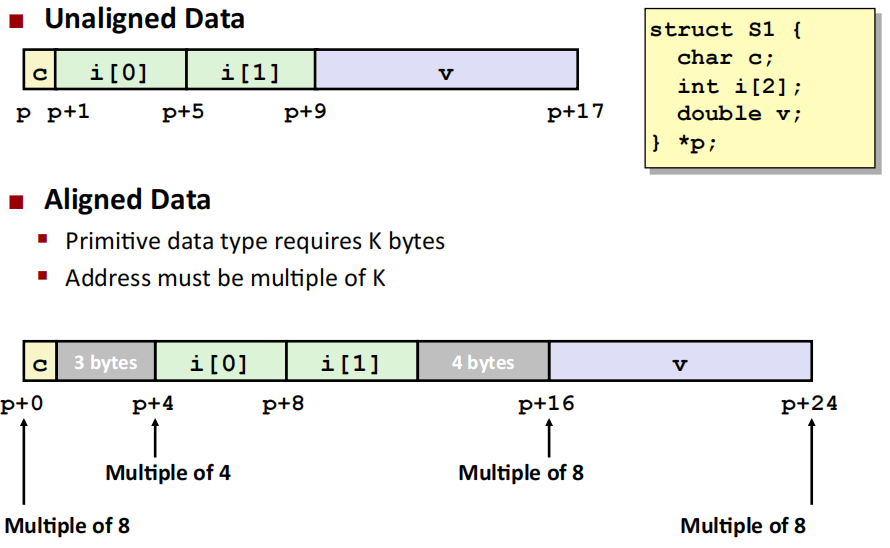 ■ Unaligned Data
c i[0] i[1] v
p p+1 p+5 p+9 p+17
struct S1 {
  char c;
  int i[2];
  double v;
} *p;
■ Aligned Data
■ Primitive data type requires K bytes
■ Address must be multiple of K
c 3 bytes i[0] i[1] 4 bytes v
p+0 p+4 p+8 p+16 p+24
Multiple of 4 Multiple of 8
Multiple of 8 Multiple of 8